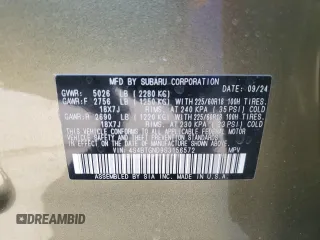 MFD BY SUBARU CORPORATION 09/24
GVWR: 5026 LB (2280 KG)
GAWR:F 2756 LB (1250 KG) WITH 225/60R18 100H TIRES,
18X7J RIMS, AT 240 KPA (35 PSI) COLD
GAWR:R 2690 LB (1220 KG) WITH 225/60R18 100H TIRES,
18X7J RIMS, AT 230 KPA (33 PSI) COLD
THIS VEHICLE CONFORMS TO ALL APPLICABLE FEDERAL MOTOR
VEHICLE SAFETY, BUMPER, AND THEFT PREVENTION STANDARDS
IN EFFECT ON THE DATE OF MANUFACTURE SHOWN ABOVE.
VIN: MPV
ASSEMBLED BY SIA INC. MADE IN U.S.A.
© AUTOBIDMASTER